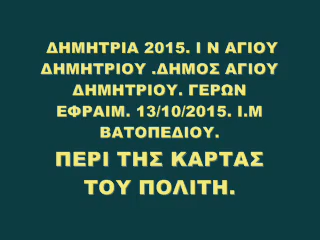 ΔΗΜΗΤΡΙΑ 2015. Ι Ν ΑΓΙΟΥ
ΔΗΜΗΤΡΙΟΥ .ΔΗΜΟΣ ΑΓΙΟΥ
ΔΗΜΗΤΡΙΟΥ. ΓΕΡΩΝ
ΕΦΡΑΙΜ. 13/10/2015. Ι.Μ
ΒΑΤΟΠΕΔΙΟΥ.
ΠΕΡΙ ΤΗΣ ΚΑΡΤΑΣ
ΤΟΥ ΠΟΛΙΤΗ.